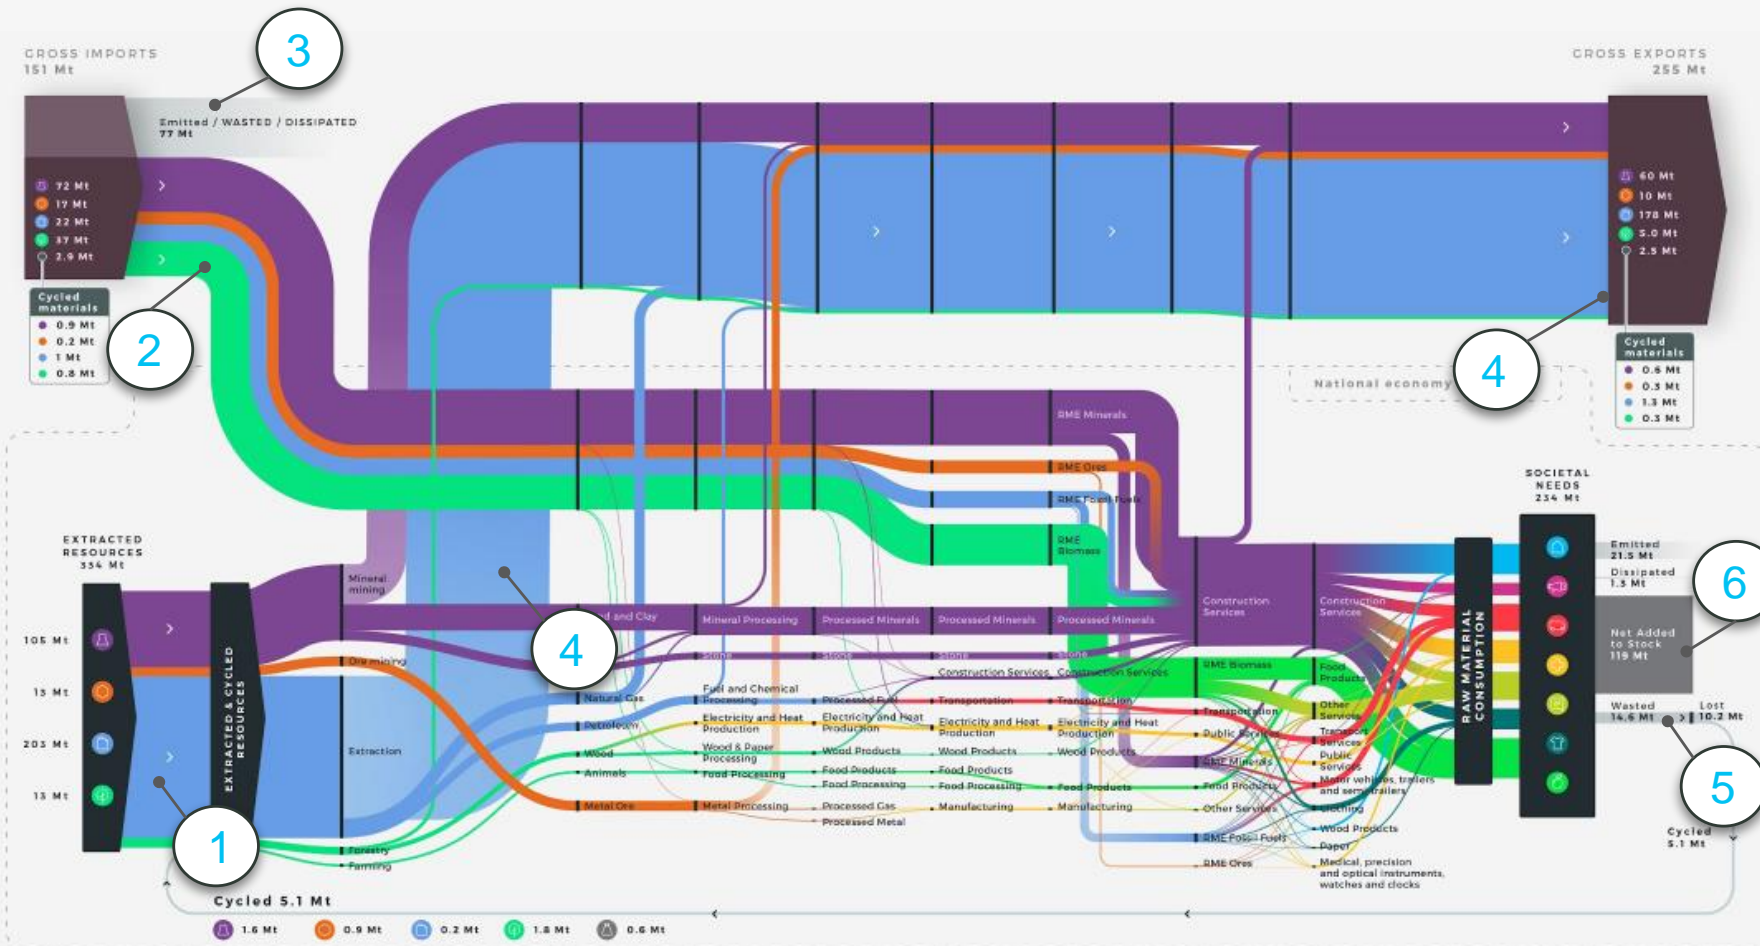 GROSS IMPORTS
151 Mt
3
Emitted / WASTED / DISSIPATED
77 Mt
72 Mt
17 Mt
22 Mt
37 Mt
2.9 Mt
Cycled
materials
0.9 Mt
0.2 Mt
1 Mt
0.8 Mt
2
GROSS EXPORTS
255 Mt
60 Mt
10 Mt
178 Mt
5.0 Mt
2.5 Mt
Cycled
materials
0.6 Mt
0.3 Mt
1.3 Mt
0.3 Mt
4
National economy
EXTRACTED
RESOURCES
334 Mt
105 Mt
13 Mt
203 Mt
13 Mt
EXTRACTED & CYCLED
RESOURCES
1
Mineral
mining
Ore mining
Extraction
Forestry
Farming
4
and Clay
Natural Gas
Petroleum
Wood
Animals
Metal Ore
Mineral Processing
Stone
Fuel and Chemical
Processing
Electricity and Heat
Production
Wood & Paper
Processing
Food Processing
Metal Processing
Processed Minerals
Stone
Processed Fuel
Electricity and Heat
Production
Wood Products
Food Products
Food Processing
Processed Gas
Processed Metal
Processed Minerals
Stone
Construction Services
Transportation
Electricity and Heat
Production
Wood Products
Food Products
Food Processing
Manufacturing
RME Minerals
RME Ores
RME Fossil Fuels
RME
Biomass
Processed Minerals
Construction Services
Transportation
Electricity and Heat
Production
Wood Products
Food Products
Manufacturing
Construction
Services
RME Biomass
Transportation
Public Services
RME Minerals
Food Products
Other Services
RME Fossil Fuels
RME Ores
Construction
Services
Food
Products
Other
Services
Transport
Services
Public
Services
Motor vehicles, trailers
and semi-trailers
Clothing
Wood Products
Paper
Medical, precision
and optical instruments,
watches and clocks
RAW MATERIAL
CONSUMPTION
SOCIETAL
NEEDS
234 Mt
Emitted
21.5 Mt
Dissipated
1.3 Mt
6
Net Added
to Stock
119 Mt
Wasted
14.6 Mt
Lost
10.2 Mt
5
Cycled
5.1 Mt
Cycled 5.1 Mt
1.6 Mt
0.9 Mt
0.2 Mt
1.8 Mt
0.6 Mt